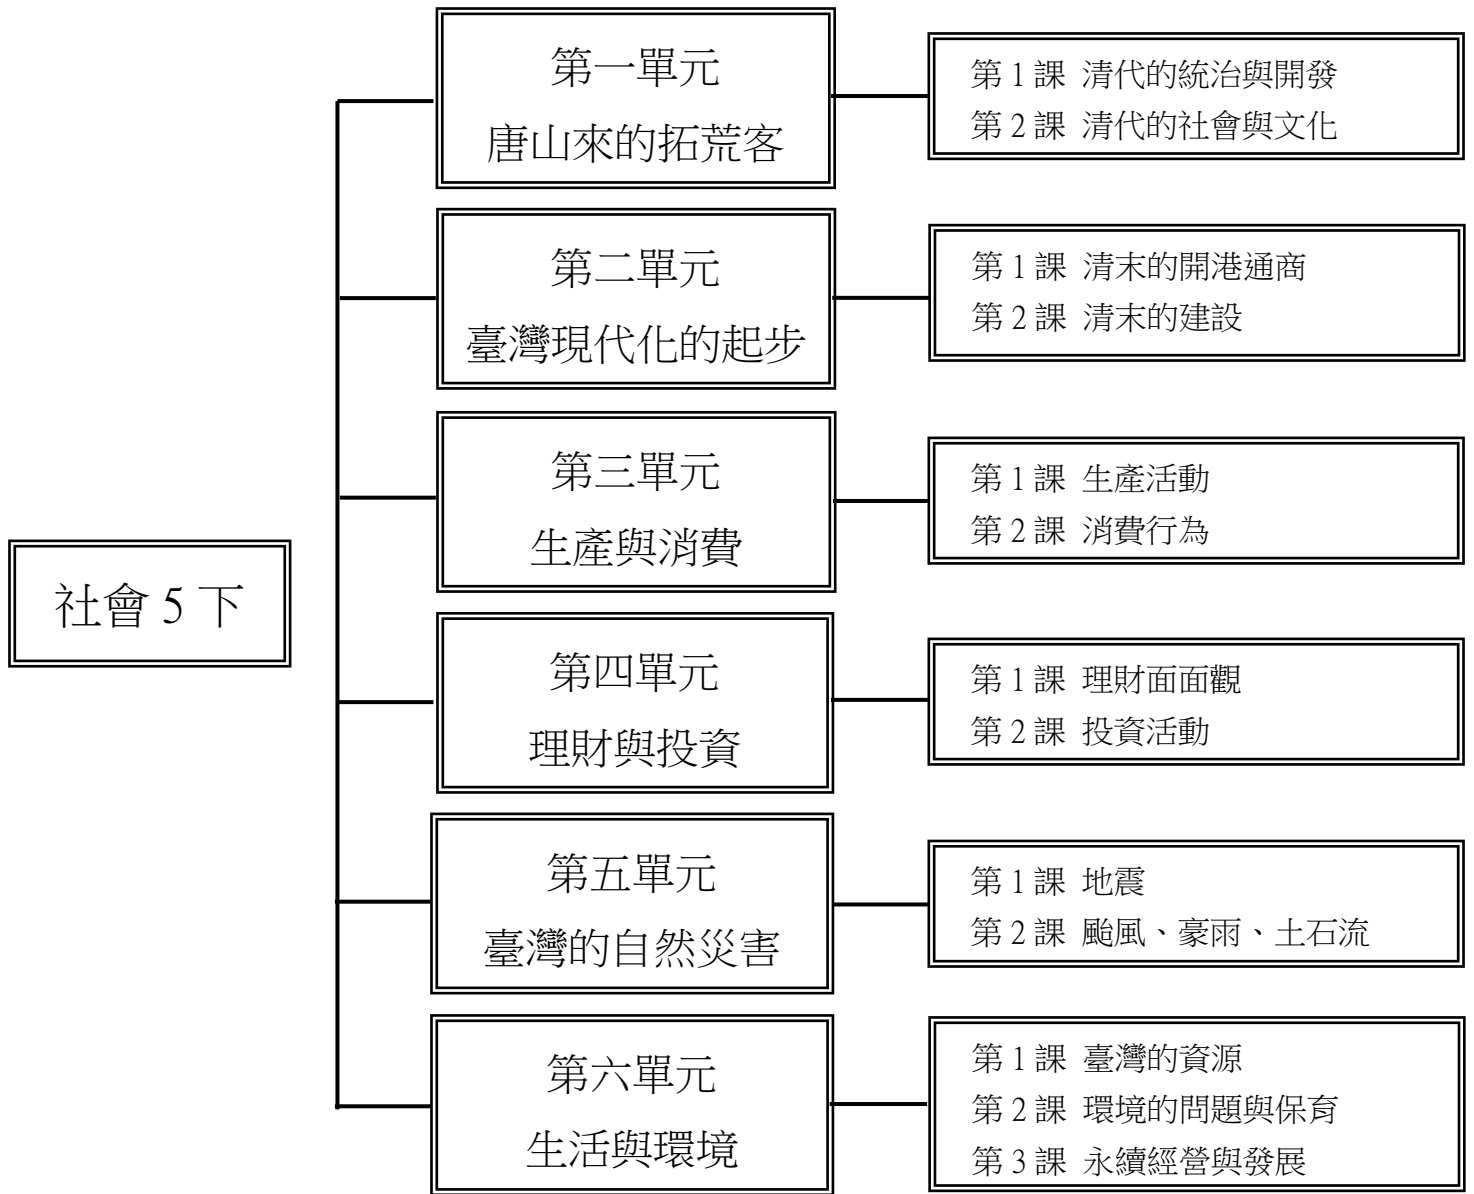 社會 5 下
第一單元
唐山來的拓荒客
第 1 課 清代的統治與開發
第 2 課 清代的社會與文化
第二單元
臺灣現代化的起步
第 1 課 清末的開港通商
第 2 課 清末的建設
第三單元
生產與消費
第 1 課 生產活動
第 2 課 消費行為
第四單元
理財與投資
第 1 課 理財面面觀
第 2 課 投資活動
第五單元
臺灣的自然災害
第 1 課 地震
第 2 課 颱風、豪雨、土石流
第六單元
生活與環境
第 1 課 臺灣的資源
第 2 課 環境的問題與保育
第 3 課 永續經營與發展